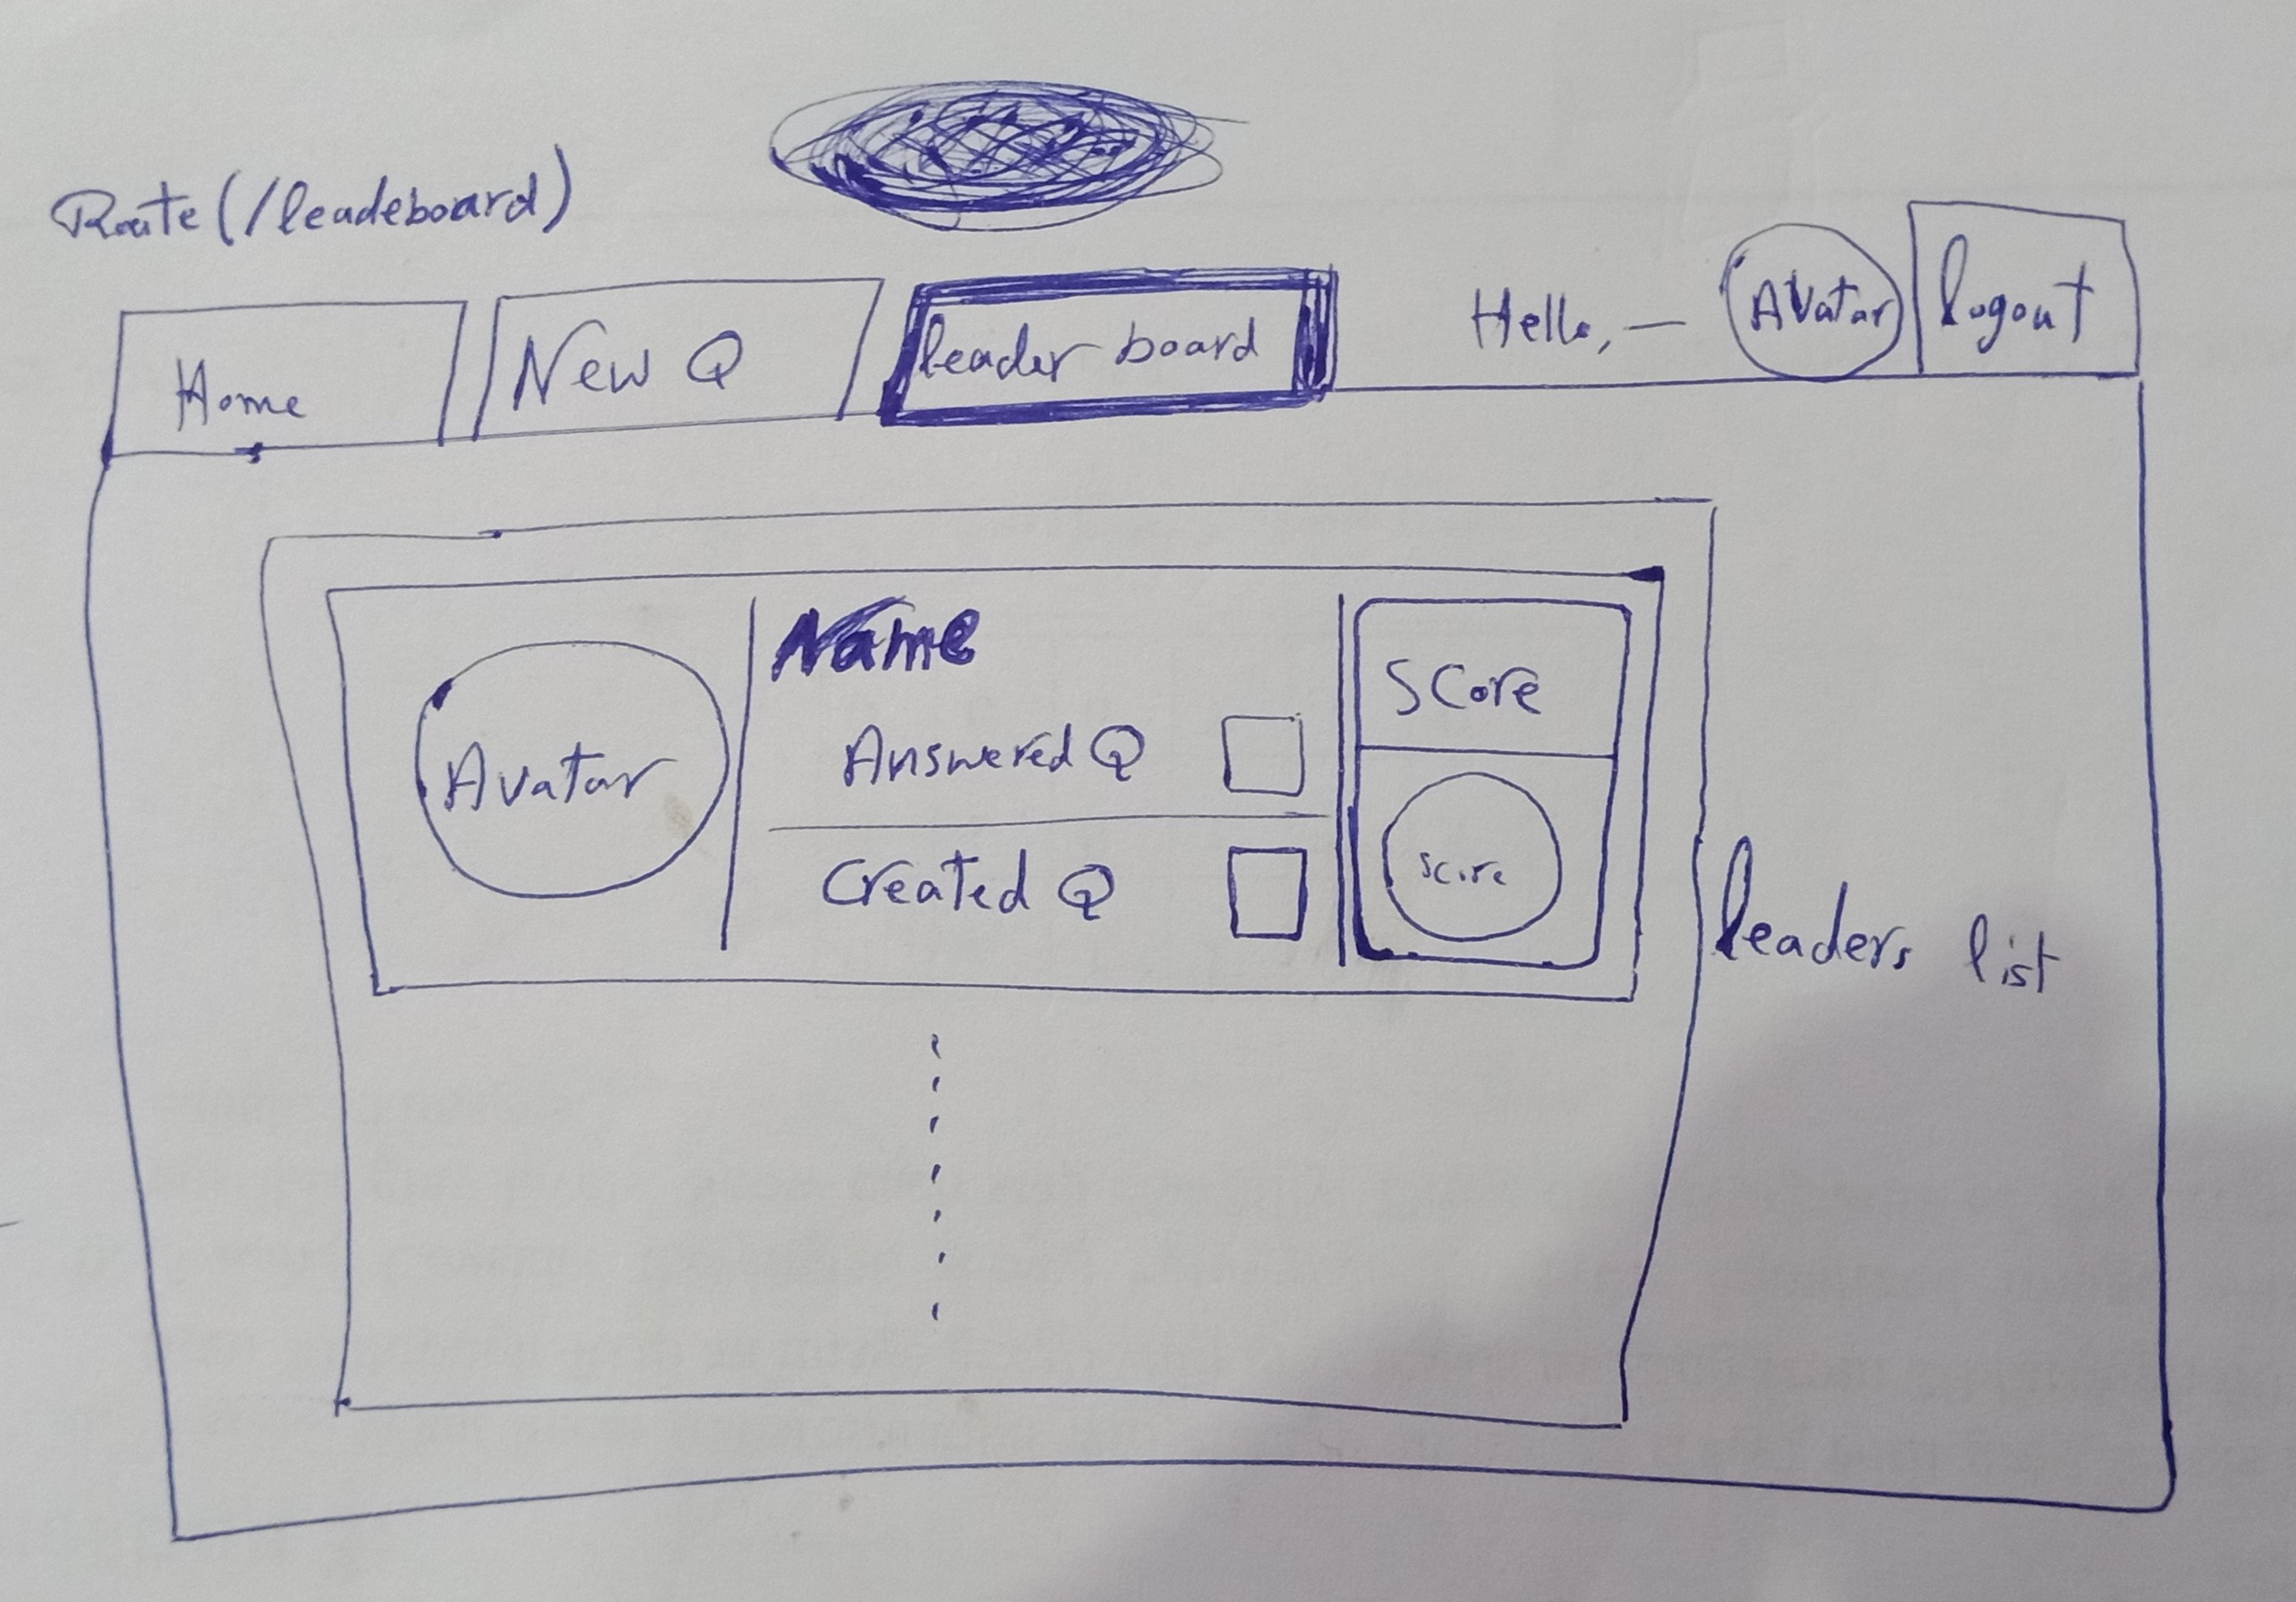 Route (/leadeboard)
Home
New Q
leader board
Hello, —
Avatar
logout
Avatar
Name
Answered Q
Created Q
Score
Score
leaders list